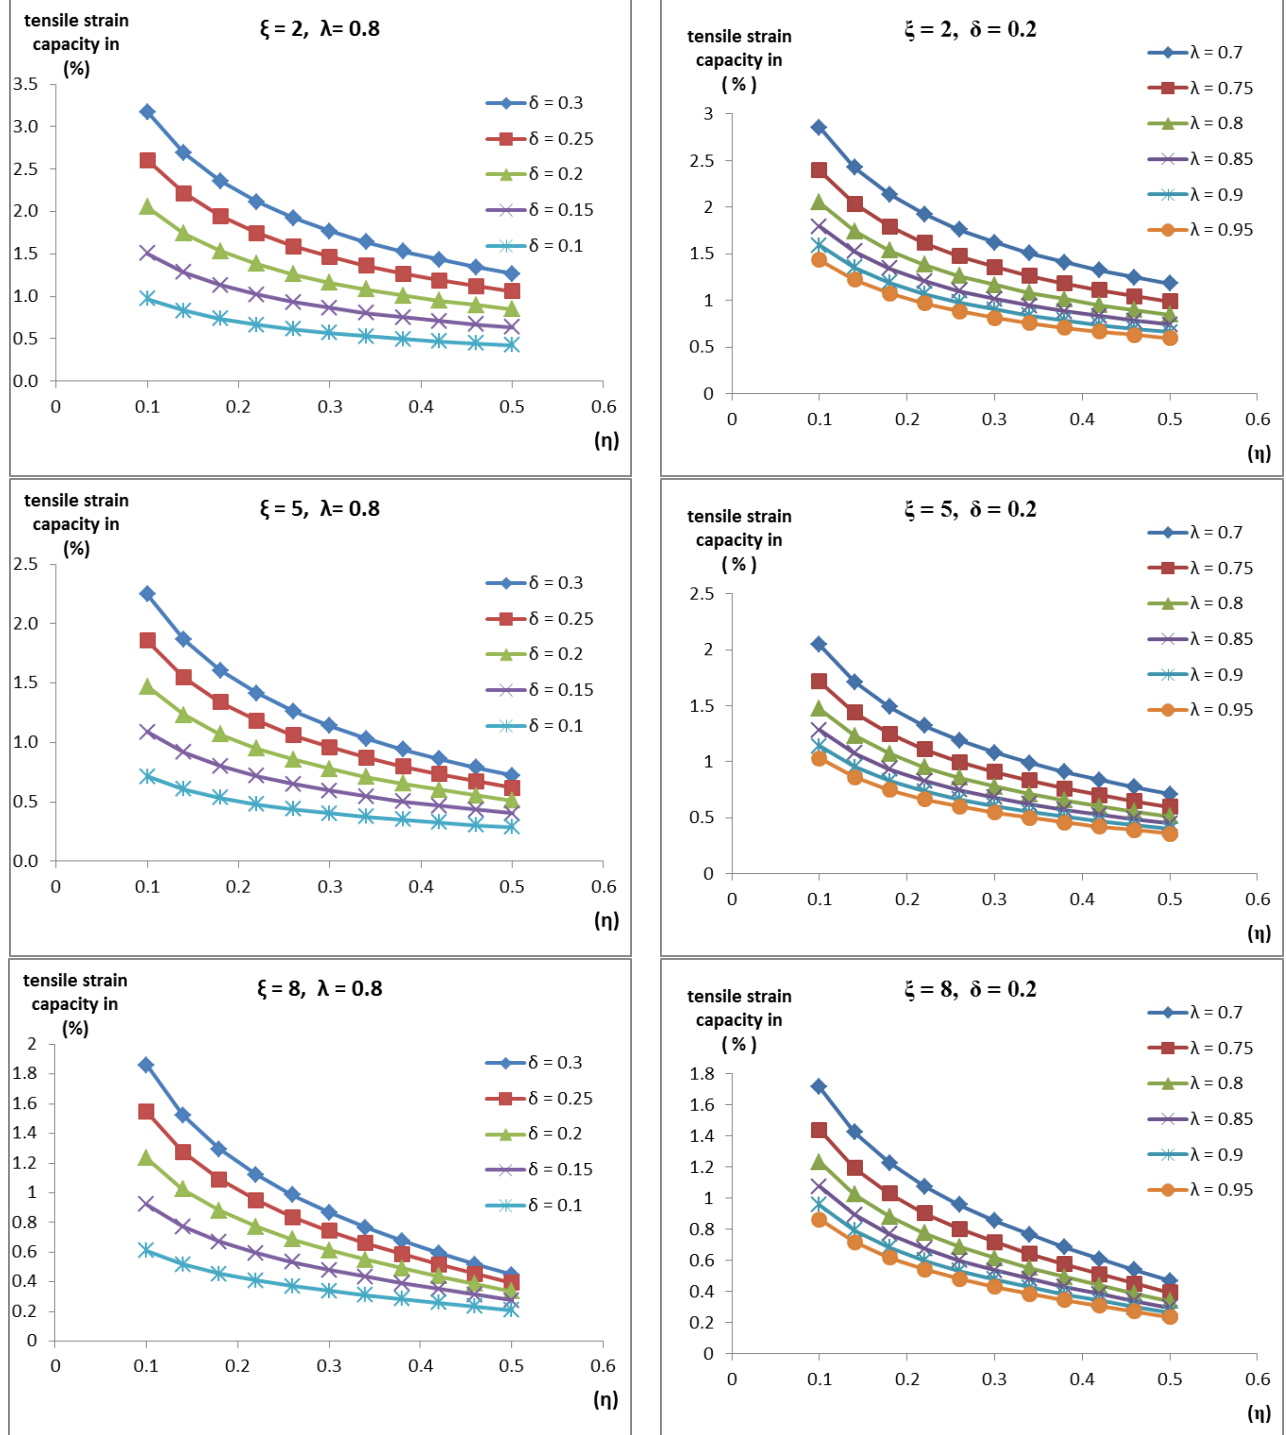 tensile strain
capacity in
(%)
ξ = 2, λ= 0.8
3.5
3.0
2.5
2.0
1.5
1.0
0.5
0.0
0 0.1 0.2 0.3 0.4 0.5 0.6
(η)
δ = 0.3
δ = 0.25
δ = 0.2
δ = 0.15
δ = 0.1
tensile strain
capacity in
( % )
ξ = 2, δ = 0.2
3
2.5
2
1.5
1
0.5
0
0 0.1 0.2 0.3 0.4 0.5 0.6
(η)
λ = 0.7
λ = 0.75
λ = 0.8
λ = 0.85
λ = 0.9
λ = 0.95
tensile strain
capacity in
(%)
ξ = 5, λ= 0.8
2.5
2.0
1.5
1.0
0.5
0.0
0 0.1 0.2 0.3 0.4 0.5 0.6
(η)
δ = 0.3
δ = 0.25
δ = 0.2
δ = 0.15
δ = 0.1
tensile strain
capacity in
( % )
ξ = 5, δ = 0.2
2.5
2
1.5
1
0.5
0
0 0.1 0.2 0.3 0.4 0.5 0.6
(η)
λ = 0.7
λ = 0.75
λ = 0.8
λ = 0.85
λ = 0.9
λ = 0.95
tensile strain
capacity in
(%)
ξ = 8, λ = 0.8
2
1.8
1.6
1.4
1.2
1
0.8
0.6
0.4
0.2
0
0 0.1 0.2 0.3 0.4 0.5 0.6
(η)
δ = 0.3
δ = 0.25
δ = 0.2
δ = 0.15
δ = 0.1
tensile strain
capacity in
( % )
ξ = 8, δ = 0.2
1.8
1.6
1.4
1.2
1
0.8
0.6
0.4
0.2
0
0 0.1 0.2 0.3 0.4 0.5 0.6
(η)
λ = 0.7
λ = 0.75
λ = 0.8
λ = 0.85
λ = 0.9
λ = 0.95